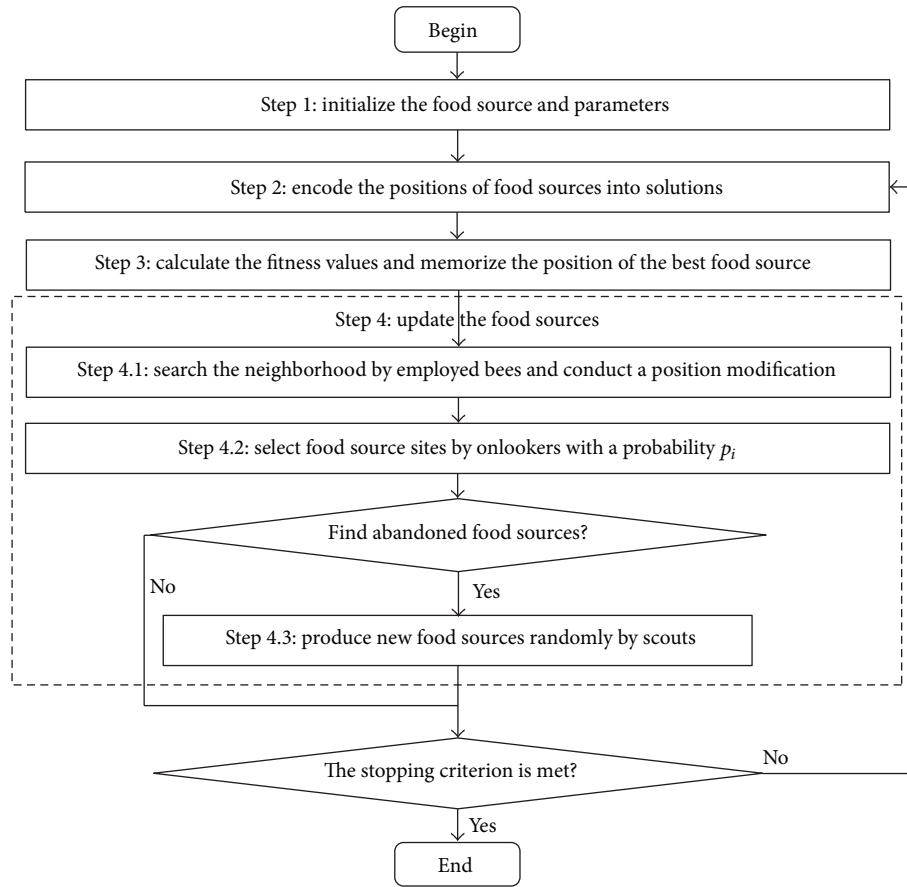 Begin
Step 1: initialize the food source and parameters
Step 2: encode the positions of food sources into solutions
Step 3: calculate the fitness values and memorize the position of the best food source
Step 4: update the food sources
Step 4.1: search the neighborhood by employed bees and conduct a position modification
Step 4.2: select food source sites by onlookers with a probability p_i
Find abandoned food sources?
No
Yes
Step 4.3: produce new food sources randomly by scouts
The stopping criterion is met?
No
Yes
End